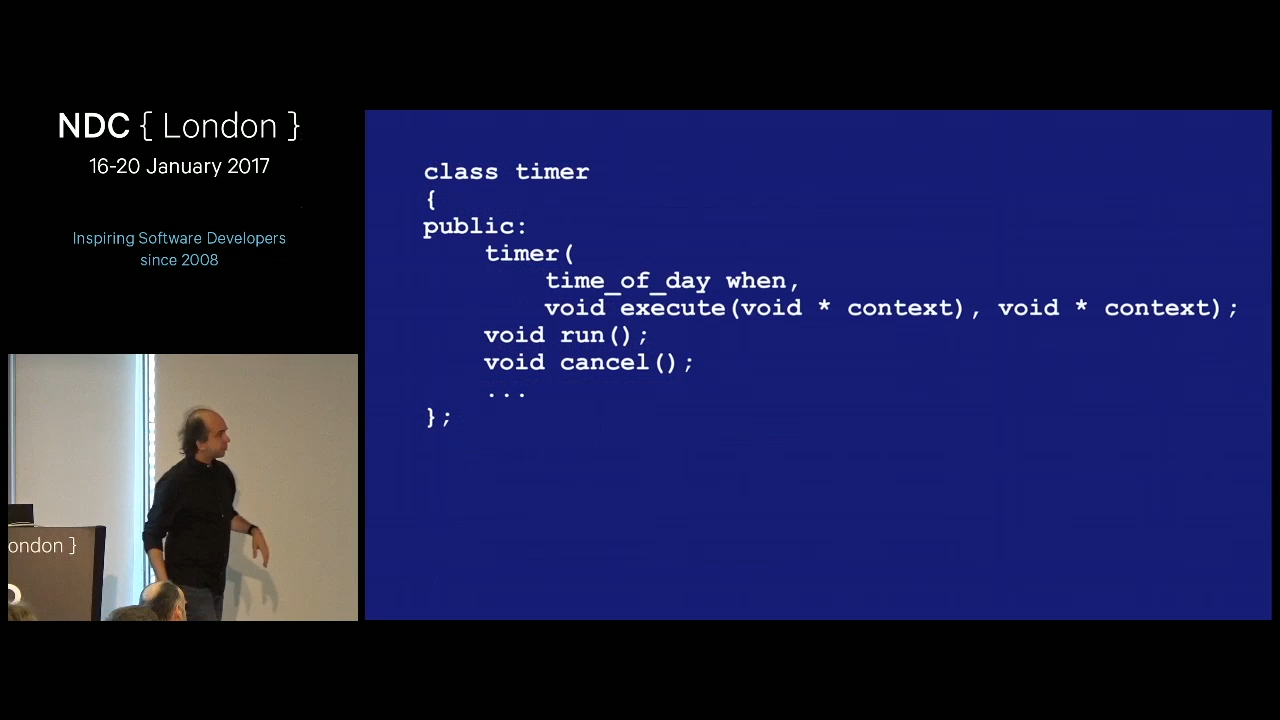 NDC { London }
16-20 January 2017
Inspiring Software Developers
since 2008
class timer
{
public:
    timer(
        time_of_day when,
        void execute(void * context), void * context);
    void run();
    void cancel();
    ...
};
ondon }